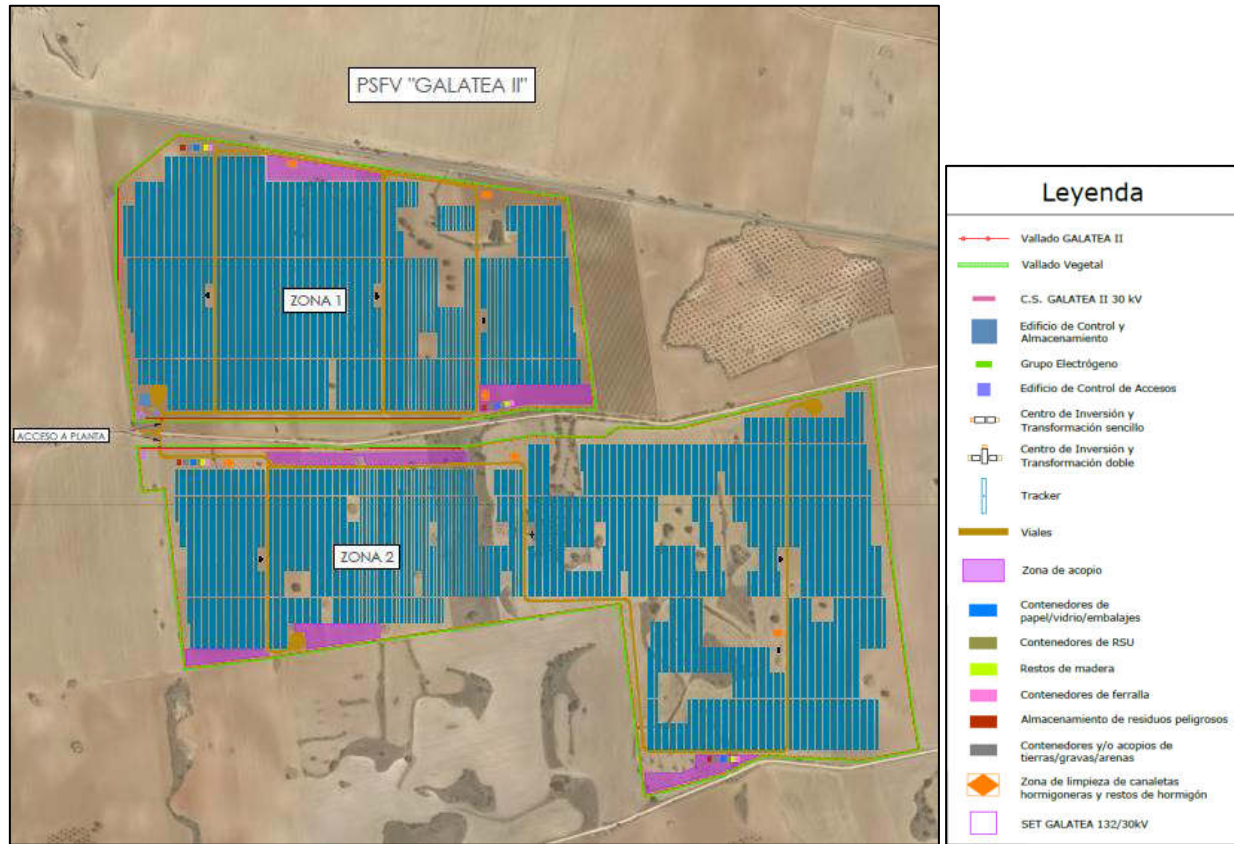 PSFV "GALATEA II"
ZONA 1
ACCESO A PLANTA
ZONA 2
Leyenda
Vallado GALATEA II
Vallado Vegetal
C.S. GALATEA II 30 kV
Edificio de Control y
Almacenamiento
Grupo Electrógeno
Edificio de Control de Accesos
Centro de Inversión y
Transformación sencillo
Centro de Inversión y
Transformación doble
Tracker
Viales
Zona de acopio
Contenedores de
papel/vidrio/embalajes
Contenedores de RSU
Restos de madera
Contenedores de ferralla
Almacenamiento de residuos peligrosos
Contenedores y/o acopios de
tierras/gravas/arenas
Zona de limpieza de canaletas
hormigoneras y restos de hormigón
SET GALATEA 132/30kV